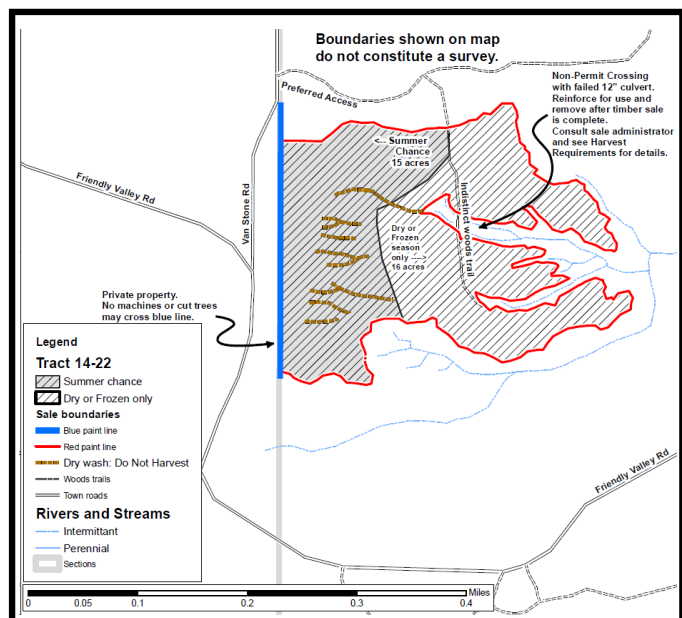 Boundaries shown on map
do not constitute a survey.
Preferred Access
Non-Permit Crossing
with failed 12" culvert.
Reinforce for use and
remove after timber sale
is complete.
Consult sale administrator
and see Harvest
Requirements for details.
<-- Summer
Chance
15 acres
Friendly Valley Rd
Van Stone Rd
Indistinct woods trail
Dry or
Frozen
season
only --->
16 acres
Private property.
No machines or cut trees
may cross blue line.
Legend
Tract 14-22
Summer chance
Dry or Frozen only
Sale boundaries
Blue paint line
Red paint line
Dry wash: Do Not Harvest
Woods trails
Town roads
Rivers and Streams
Intermittant
Perennial
Sections
Friendly Valley Rd
Miles
0 0.05 0.1 0.2 0.3 0.4